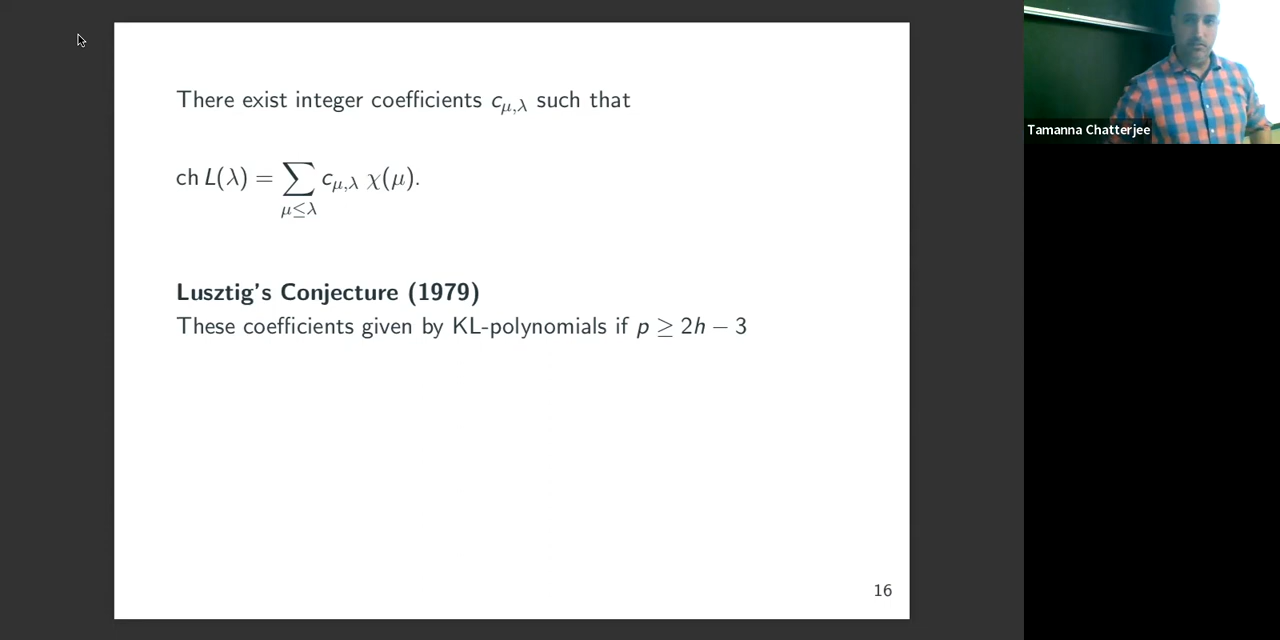 There exist integer coefficients c_{μ,λ} such that
ch L(λ) = ∑_{μ≤λ} c_{μ,λ} χ(μ).
Lusztig's Conjecture (1979)
These coefficients given by KL-polynomials if p ≥ 2h − 3
16
Tamanna Chatterjee